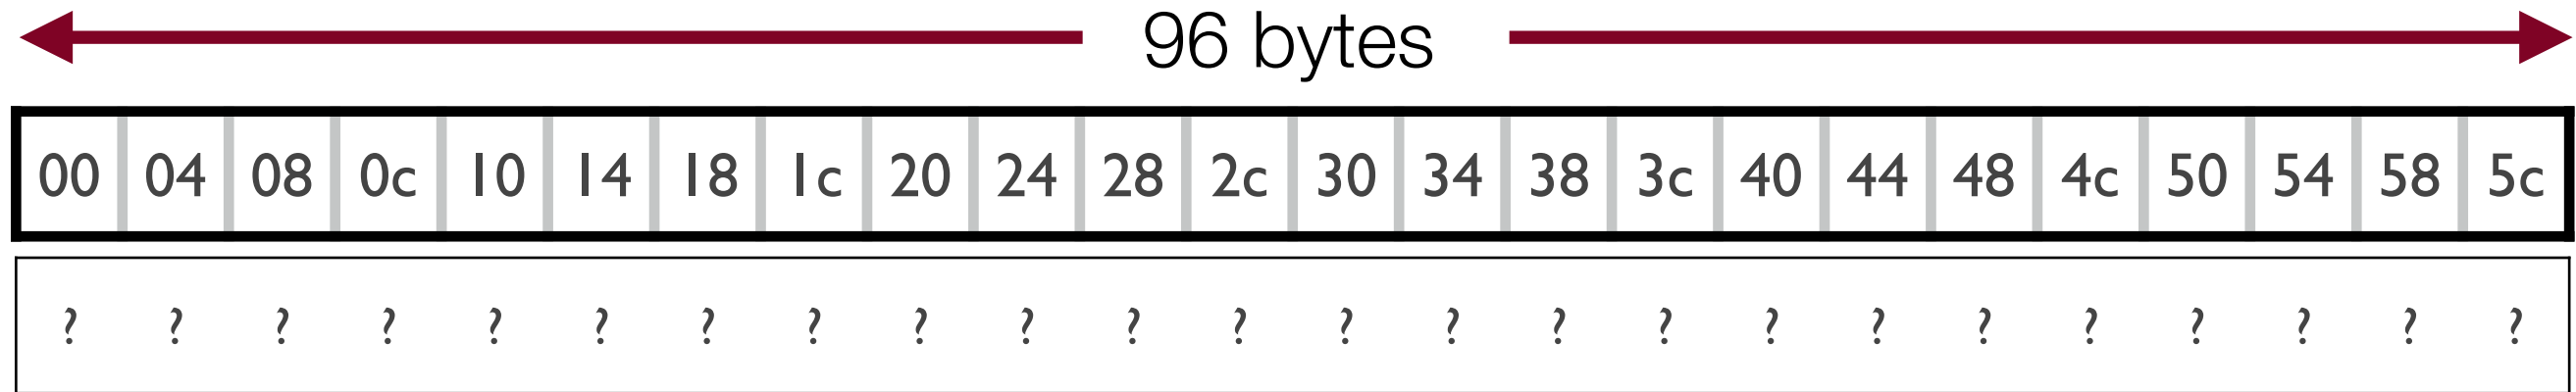 96 bytes
00 04 08 0c 10 14 18 1c 20 24 28 2c 30 34 38 3c 40 44 48 4c 50 54 58 5c
? ? ? ? ? ? ? ? ? ? ? ? ? ? ? ? ? ? ? ? ? ? ? ?